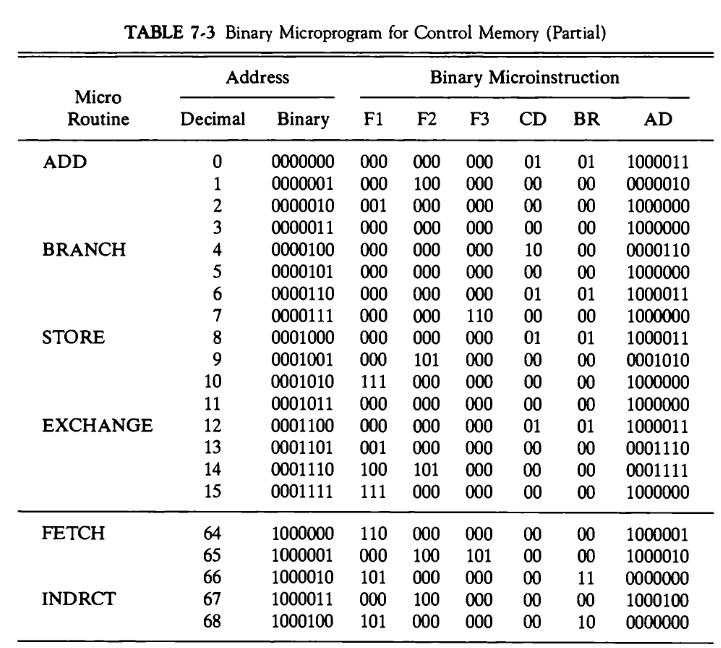 TABLE 7-3 Binary Microprogram for Control Memory (Partial)
Address Binary Microinstruction
Micro
Routine Decimal Binary F1 F2 F3 CD BR AD
ADD 0 0000000 000 000 000 01 01 1000011
1 0000001 000 100 000 00 00 0000010
2 0000010 001 000 000 00 00 1000000
3 0000011 000 000 000 00 00 1000000
BRANCH 4 0000100 000 000 000 10 00 0000110
5 0000101 000 000 000 00 00 1000000
6 0000110 000 000 000 01 01 1000011
7 0000111 000 000 110 00 00 1000000
STORE 8 0001000 000 000 000 01 01 1000011
9 0001001 000 101 000 00 00 0001010
10 0001010 111 000 000 00 00 1000000
11 0001011 000 000 000 00 00 1000000
EXCHANGE 12 0001100 000 000 000 01 01 1000011
13 0001101 001 000 000 00 00 0001110
14 0001110 100 101 000 00 00 0001111
15 0001111 111 000 000 00 00 1000000
FETCH 64 1000000 110 000 000 00 00 1000001
65 1000001 000 100 101 00 00 1000010
66 1000010 101 000 000 00 11 0000000
INDRCT 67 1000011 000 100 000 00 00 1000100
68 1000100 101 000 000 00 10 0000000